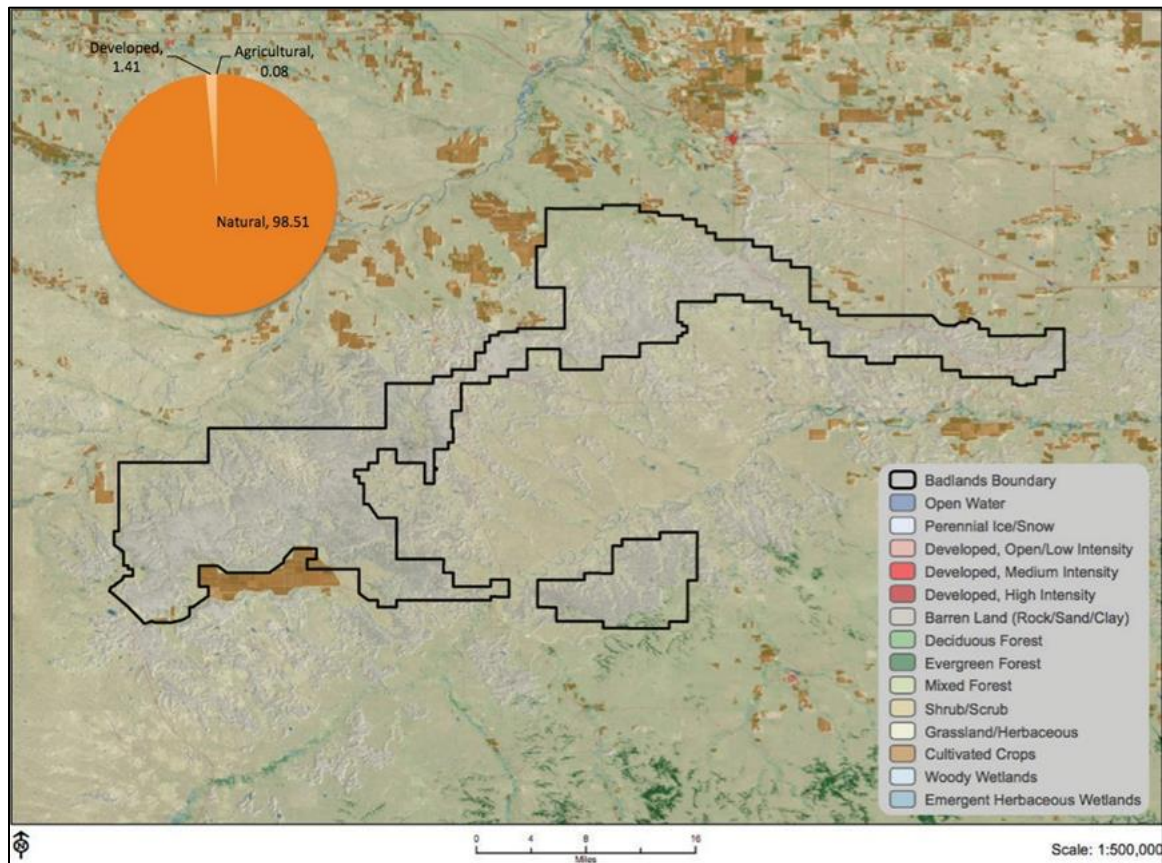 Developed,
1.41
Agricultural,
0.08
Natural, 98.51
Badlands Boundary
Open Water
Perennial Ice/Snow
Developed, Open/Low Intensity
Developed, Medium Intensity
Developed, High Intensity
Barren Land (Rock/Sand/Clay)
Deciduous Forest
Evergreen Forest
Mixed Forest
Shrub/Scrub
Grassland/Herbaceous
Cultivated Crops
Woody Wetlands
Emergent Herbaceous Wetlands
0 4 8 16
Miles
Scale: 1:500,000